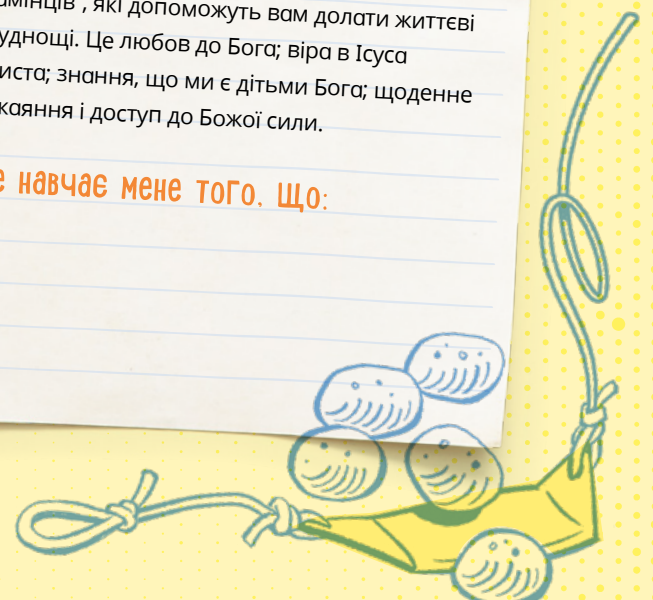 амінців", які допоможуть вам долати життєві
уднощі. Це любов до Бога; віра в Ісуса
иста; знання, що ми є дітьми Бога; щоденне
каяння і доступ до Божої сили.
е навчає мене того, що: